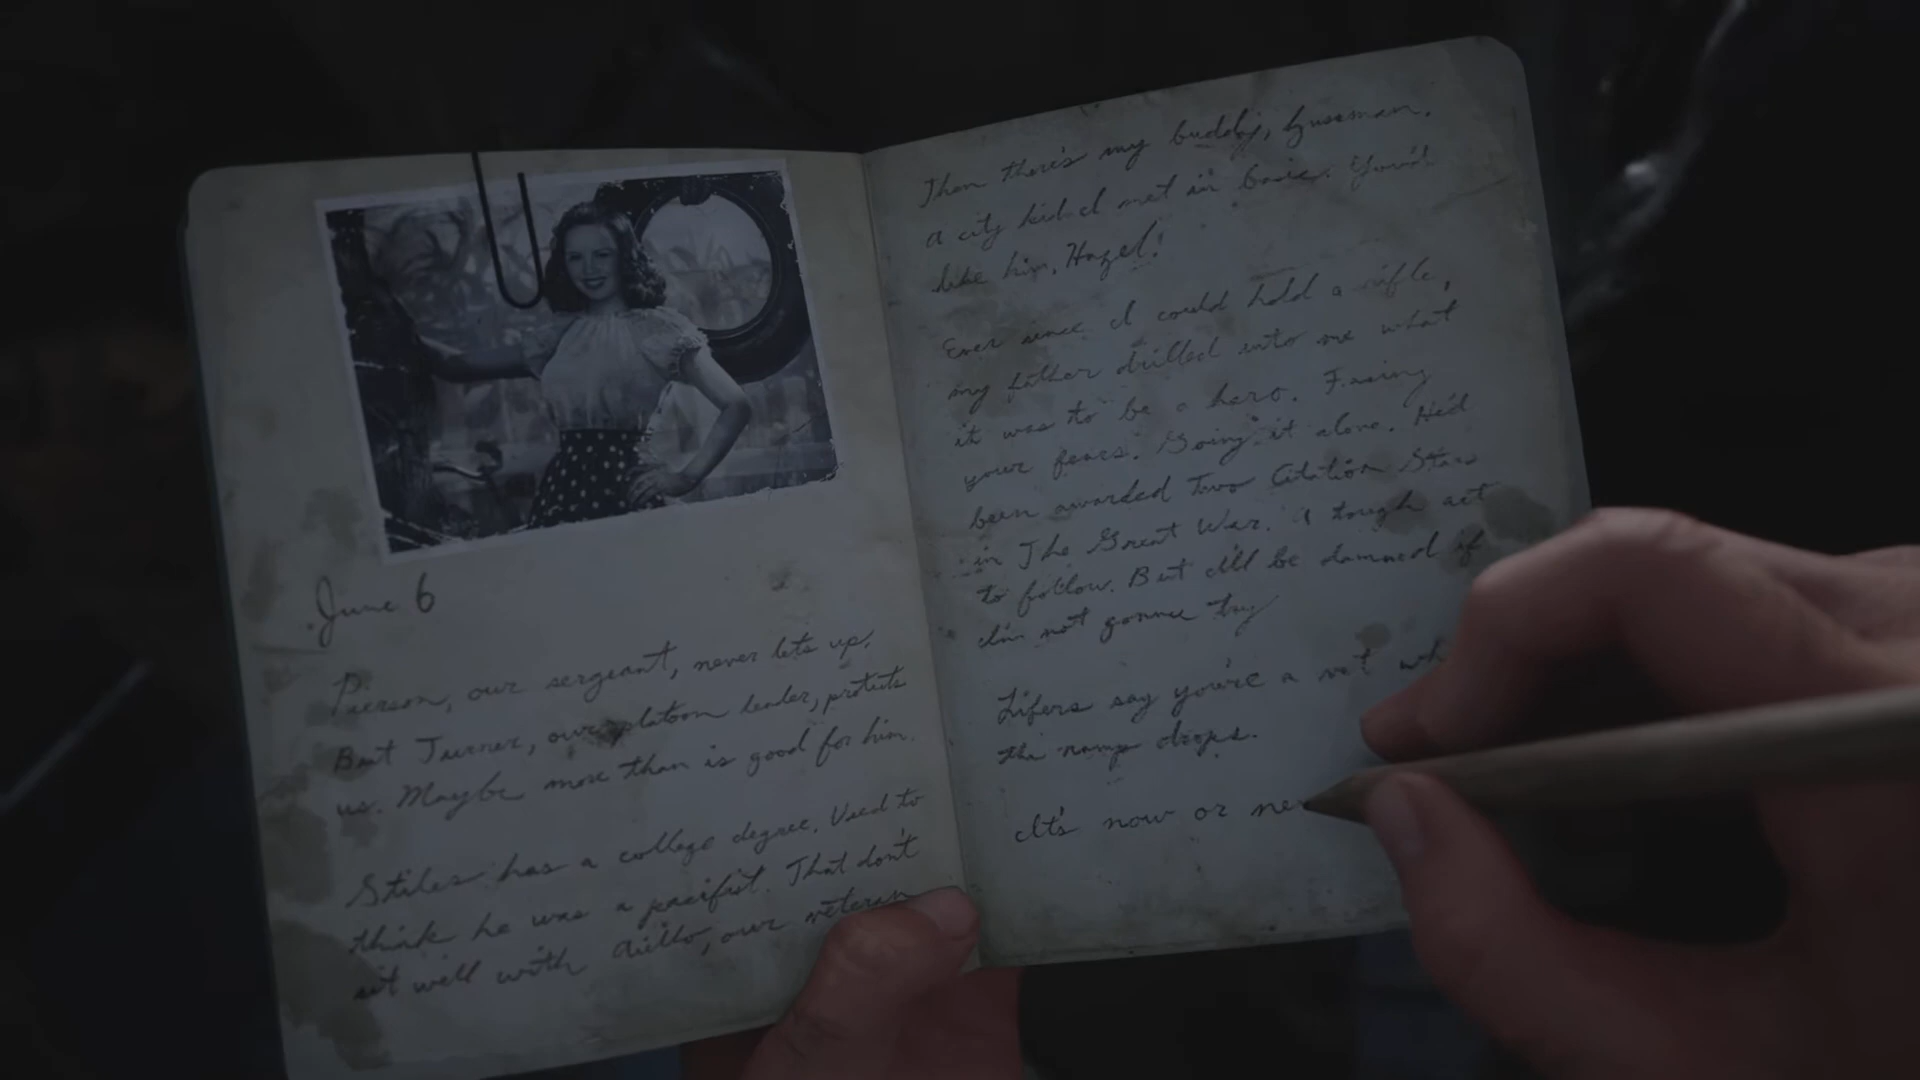 June 6
Pierson, our sergeant, never lets up.
But Turner, our platoon leader, protects
us. Maybe more than is good for him.
Stiles has a college degree. Used to
think he was a pacifist. That don't
sit well with Aiello, our veteran
Then there's my buddy, Zussman.
A city kid I met in basic. You'd
like him, Hazel!
Ever since I could hold a rifle,
my father drilled into me what
it was to be a hero. Facing
your fears. Going it alone. He'd
been awarded Two Citation Stars
in The Great War. A tough act
to follow. But I'll be damned if
I'm not gonna try
Lifers say you're a vet wh
the ramp drops.
It's now or ne